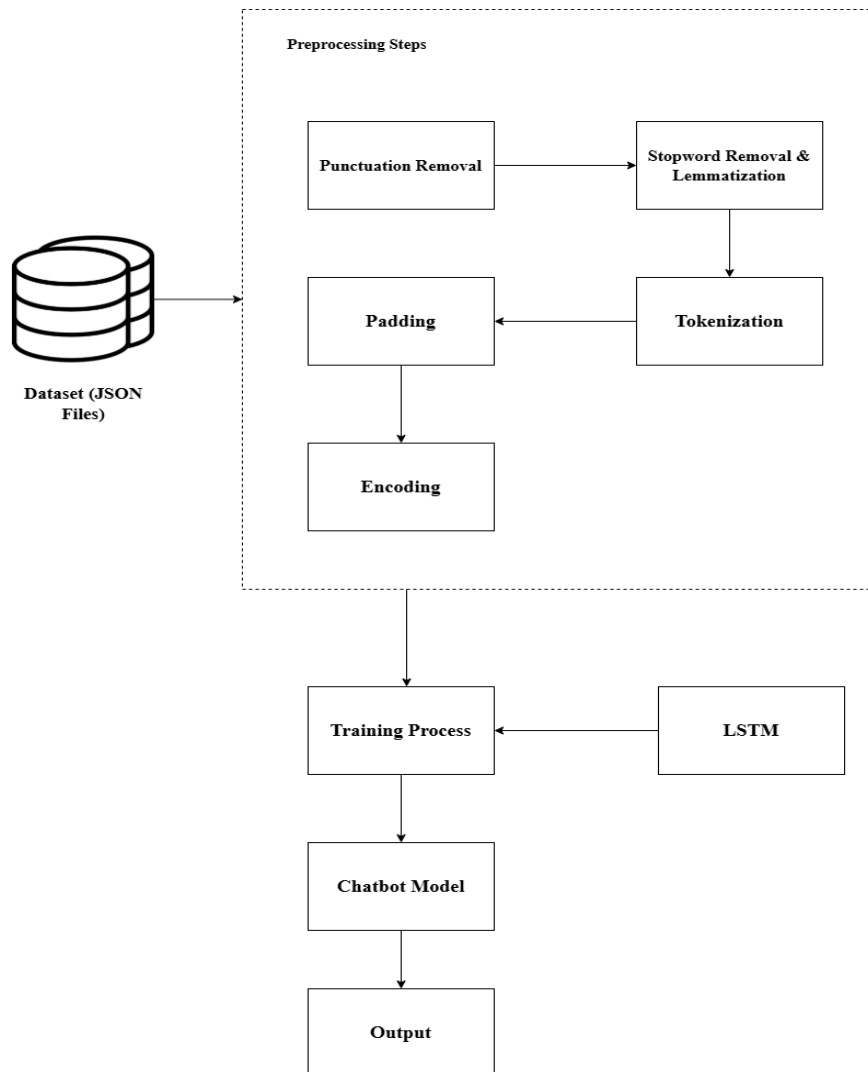 Preprocessing Steps
Punctuation Removal
Stopword Removal &
Lemmatization
Dataset (JSON
Files)
Padding
Tokenization
Encoding
Training Process
LSTM
Chatbot Model
Output